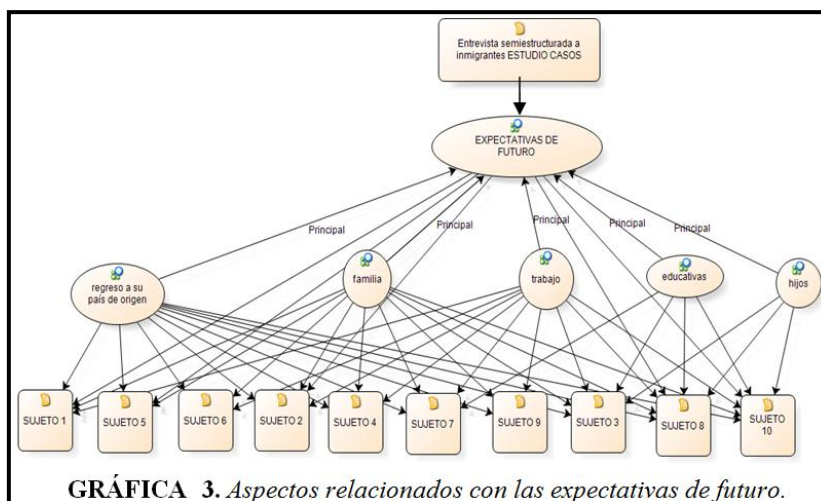 Entrevista semiestructurada a
inmigrantes ESTUDIO CASOS
EXPECTATIVAS DE
FUTURO
Principal
Principal
Principal
Principal
Principal
regreso a su
país de origen
familia
trabajo
educativas
hijos
SUJETO 1
SUJETO 5
SUJETO 6
SUJETO 2
SUJETO 4
SUJETO 7
SUJETO 9
SUJETO 3
SUJETO 8
SUJETO
10
GRÁFICA 3. Aspectos relacionados con las expectativas de futuro.